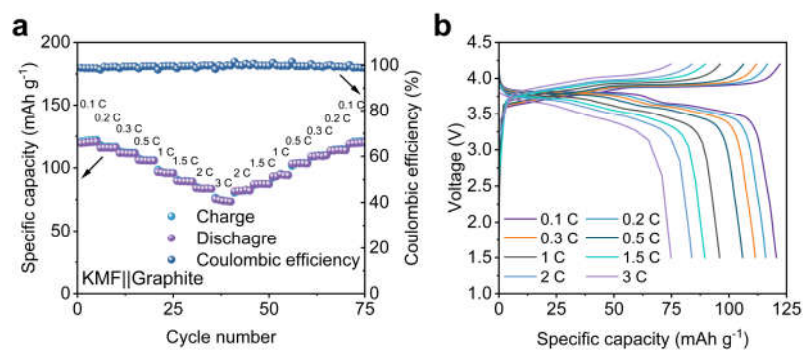 a
200
150
100
50
0
Specific capacity (mAh g⁻¹)
0.1 C
0.2 C
0.3 C
0.5 C
1 C
1.5 C
2 C
3 C
2 C
1.5 C
1 C
0.5 C
0.3 C
0.2 C
0.1 C
Charge
Dischagre
Coulombic efficiency
KMF||Graphite
0
25
50
75
Cycle number
100
80
60
40
20
0
Coulombic efficiency (%)
b
4.5
4.0
3.5
3.0
2.5
2.0
1.5
1.0
Voltage (V)
0.1 C
0.2 C
0.3 C
0.5 C
1 C
1.5 C
2 C
3 C
0
25
50
75
100
125
Specific capacity (mAh g⁻¹)